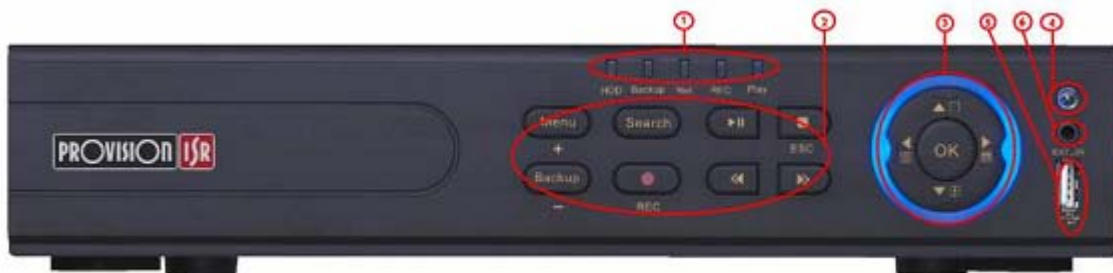 1 2 3 5 6 4
HDD Backup Net REC Play
Menu Search
+ ESC
PROVISION ISR
OK
EXT.IR
Backup
- REC